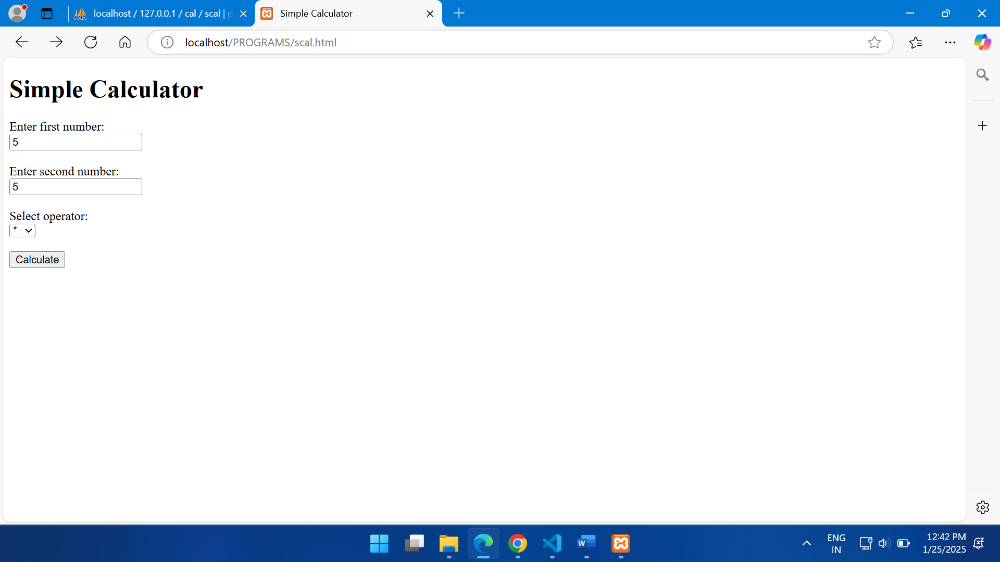 localhost / 127.0.0.1 / cal / scal | p
Simple Calculator
localhost/PROGRAMS/scal.html
Simple Calculator
Enter first number:
5
Enter second number:
5
Select operator:
*
Calculate
ENG
IN
12:42 PM
1/25/2025